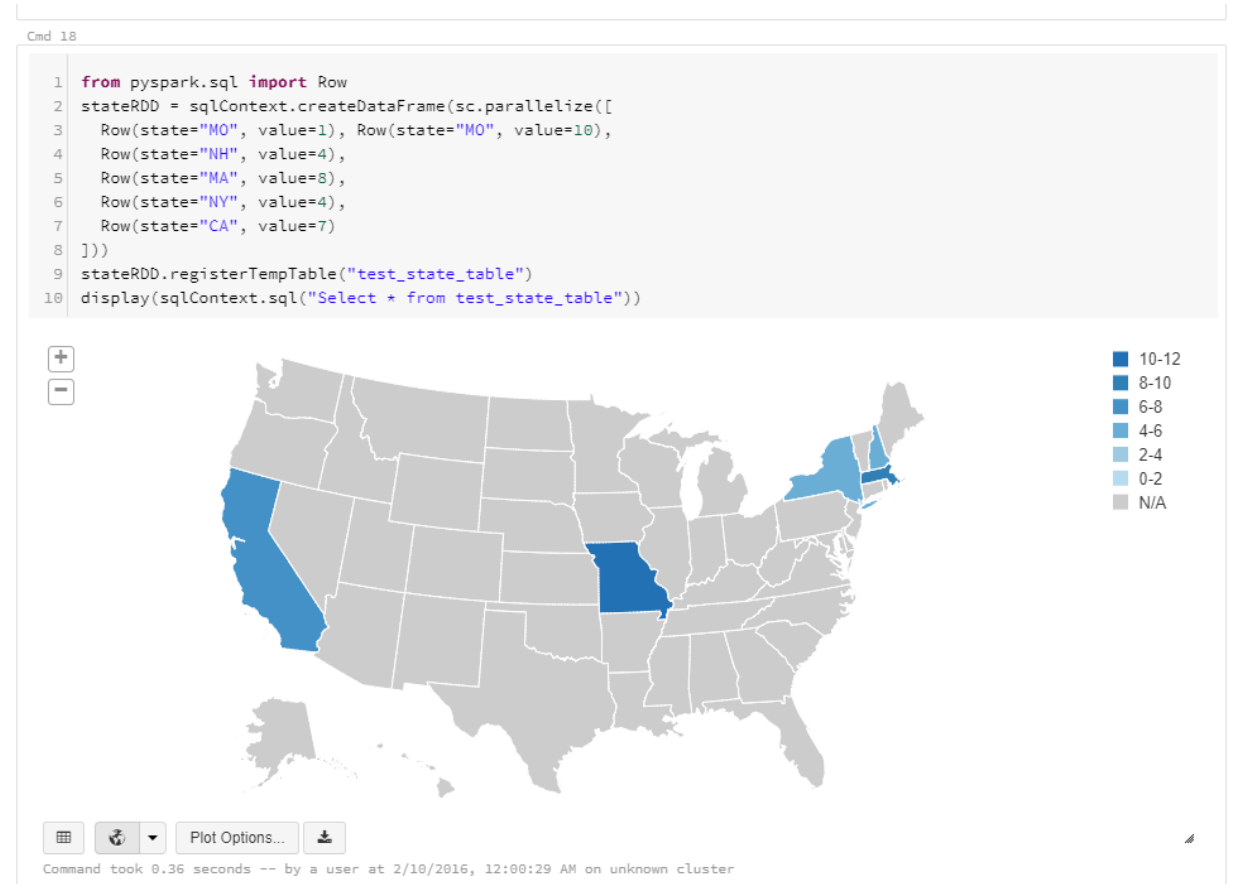 Cmd 18
1 from pyspark.sql import Row
2 stateRDD = sqlContext.createDataFrame(sc.parallelize([
3   Row(state="MO", value=1), Row(state="MO", value=10),
4   Row(state="NH", value=4),
5   Row(state="MA", value=8),
6   Row(state="NY", value=4),
7   Row(state="CA", value=7)
8 ]))
9 stateRDD.registerTempTable("test_state_table")
10 display(sqlContext.sql("Select * from test_state_table"))
+
−
10-12
8-10
6-8
4-6
2-4
0-2
N/A
Plot Options...
Command took 0.36 seconds -- by a user at 2/10/2016, 12:00:29 AM on unknown cluster